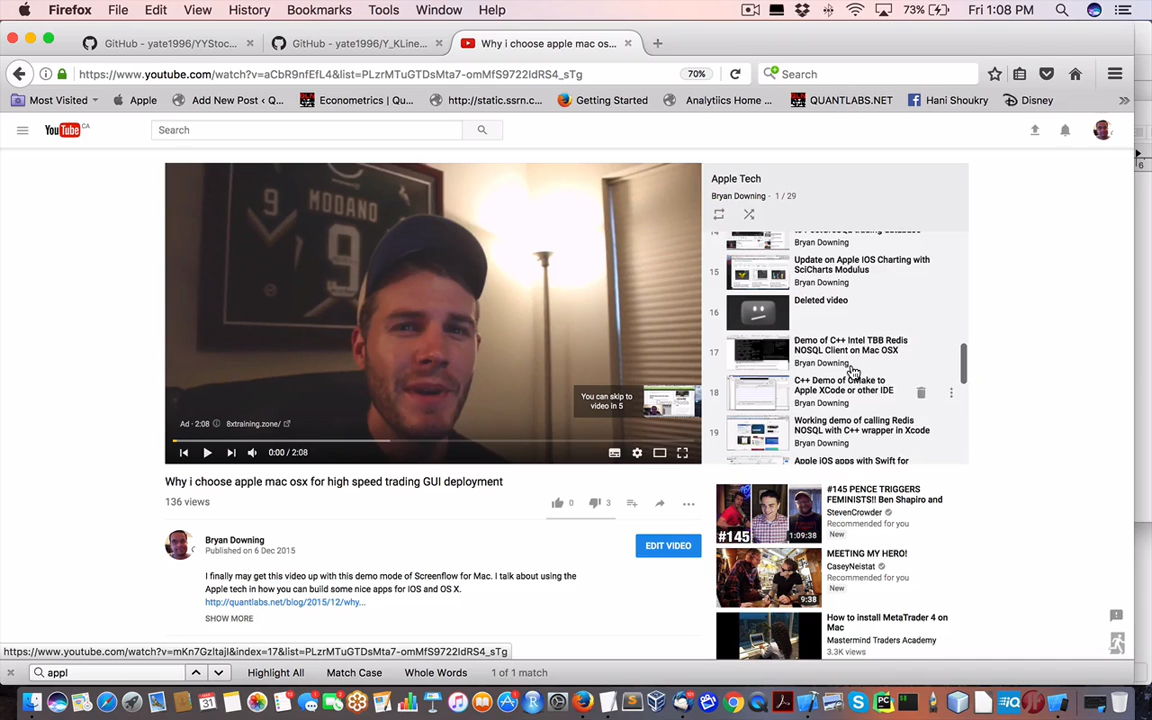 Firefox File Edit View History Bookmarks Tools Window Help 73% Fri 1:08 PM
GitHub - yate1996/YYStoc... × GitHub - yate1996/Y_KLine... × Why i choose apple mac os... × +
https://www.youtube.com/watch?v=aCbR9nfEfL4&list=PLzrMTuGTDsMta7-omMfS9722IdRS4_sTg 70% Search
Most Visited Apple Add New Post ‹ Q... Econometrics | Qu... http://static.ssrn.c... Getting Started Analytiics Home ... QUANTLABS.NET Hani Shoukry Disney »
YouTube CA Search
9 MODANO 9
9
You can skip to
video in 5
Ad · 2:08 8xtraining.zone/
0:00 / 2:08
Apple Tech
Bryan Downing · 1 / 29
Bryan Downing
15 Update on Apple IOS Charting with
SciCharts Modulus
Bryan Downing
16 Deleted video
17 Demo of C++ Intel TBB Redis
NOSQL Client on Mac OSX
Bryan Downing
18 C++ Demo of Cmake to
Apple XCode or other IDE
Bryan Downing
19 Working demo of calling Redis
NOSQL with C++ wrapper in Xcode
Bryan Downing
Apple iOS apps with Swift for
Why i choose apple mac osx for high speed trading GUI deployment
136 views
0 3
Bryan Downing
Published on 6 Dec 2015
EDIT VIDEO
I finally may get this video up with this demo mode of Screenflow for Mac. I talk about using the
Apple tech in how you can build some nice apps for iOS and OS X.
http://quantlabs.net/blog/2015/12/why...
SHOW MORE
#145 PENCE TRIGGERS
FEMINISTS!! Ben Shapiro and
StevenCrowder
Recommended for you
New
#145 1:09:38
MEETING MY HERO!
CaseyNeistat
Recommended for you
New
9:38
How to install MetaTrader 4 on
Mac
Mastermind Traders Academy
3.3K views
https://www.youtube.com/watch?v=mKn7GzltajI&index=17&list=PLzrMTuGTDsMta7-omMfS9722IdRS4_sTg
appl Highlight All Match Case Whole Words 1 of 1 match